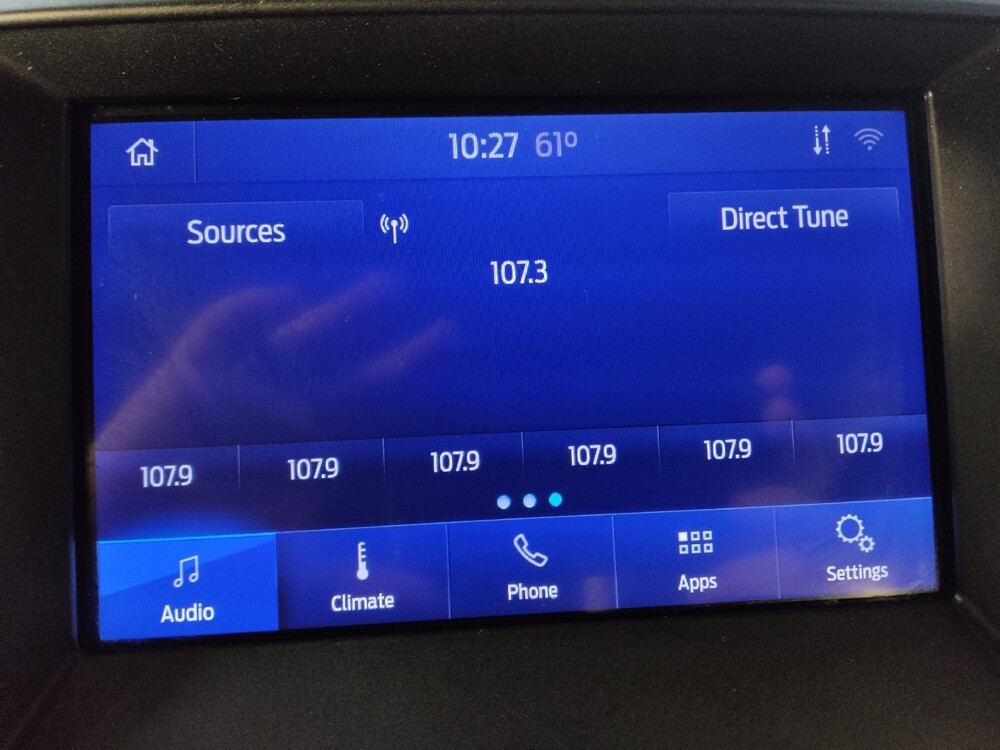 10:27 61°
Sources
Direct Tune
107.3
107.9 107.9 107.9 107.9 107.9 107.9
Audio Climate Phone Apps Settings